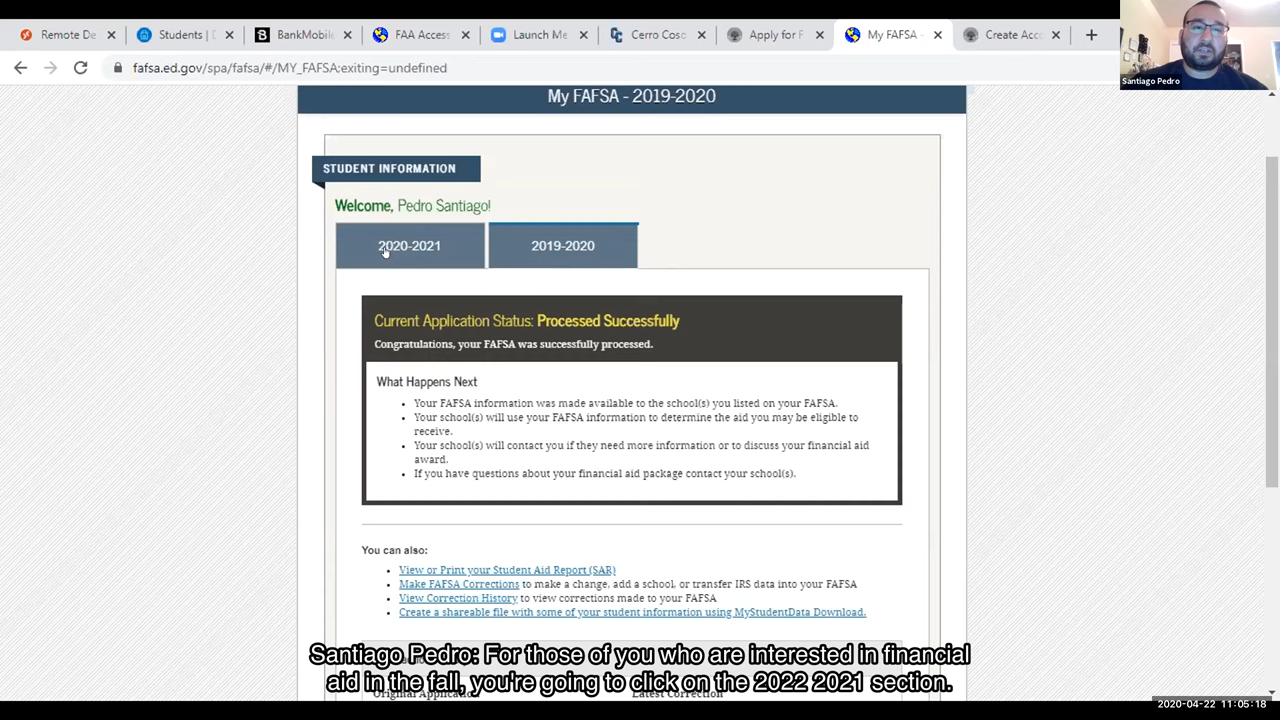 Remote De
Students | D
BankMobile
FAA Access
Launch Me
Cerro Coso
Apply for F
My FAFSA -
Create Acc
fafsa.ed.gov/spa/fafsa/#/MY_FAFSA;exiting=undefined
Santiago Pedro
My FAFSA - 2019-2020
STUDENT INFORMATION
Welcome, Pedro Santiago!
2020-2021
2019-2020
Current Application Status: Processed Successfully
Congratulations, your FAFSA was successfully processed.
What Happens Next
• Your FAFSA information was made available to the school(s) you listed on your FAFSA.
• Your school(s) will use your FAFSA information to determine the aid you may be eligible to
receive.
• Your school(s) will contact you if they need more information or to discuss your financial aid
award.
• If you have questions about your financial aid package contact your school(s).
You can also:
• View or Print your Student Aid Report (SAR)
• Make FAFSA Corrections to make a change, add a school, or transfer IRS data into your FAFSA
• View Correction History to view corrections made to your FAFSA
• Create a shareable file with some of your student information using MyStudentData Download.
Santiago Pedro: For those of you who are interested in financial
aid in the fall, you're going to click on the 2022 2021 section.
2020-04-22 11:05:18